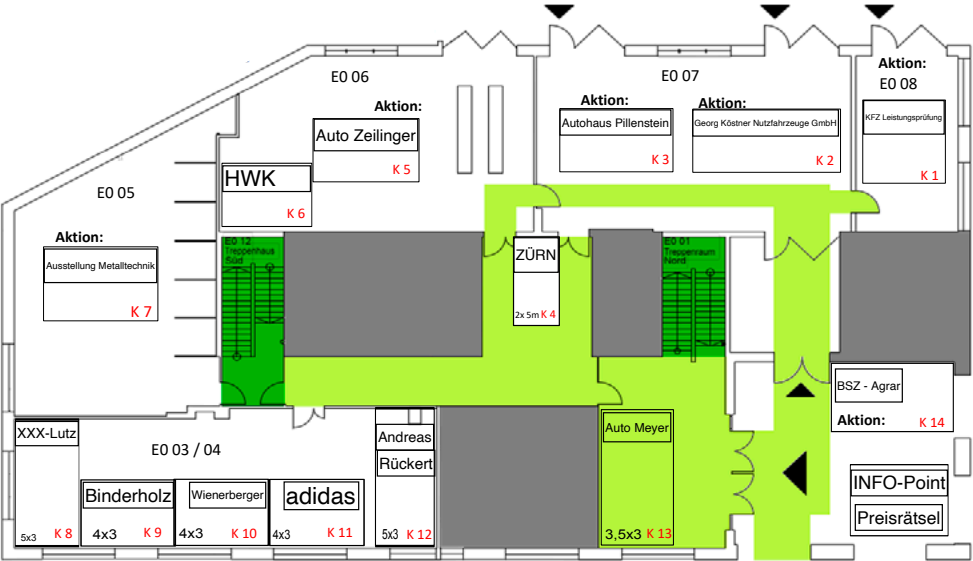 E0 06
Aktion:
Auto Zeilinger
K 5
HWK
K 6
E0 07
Aktion:
Autohaus Pillenstein
K 3
Aktion:
Georg Köstner Nutzfahrzeuge GmbH
K 2
Aktion:
E0 08
KFZ Leistungsprüfung
K 1
E0 05
Aktion:
Ausstellung Metalltechnik
K 7
E0 12
Treppenhaus
Süd
ZÜRN
2x 5m K 4
E0 01
Treppenraum
Nord
BSZ - Agrar
Aktion: K 14
XXX-Lutz
5x3 K 8
E0 03 / 04
Binderholz
4x3 K 9
Wienerberger
4x3 K 10
adidas
4x3 K 11
Andreas
Rückert
5x3 K 12
Auto Meyer
3,5x3 K 13
INFO-Point
Preisrätsel